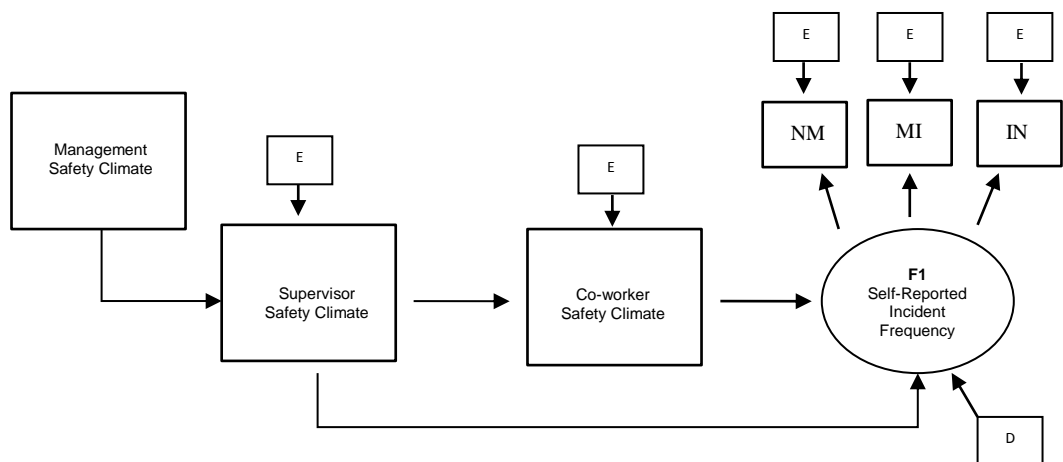 E
E
E
NM
MI
IN
Management
Safety Climate
E
E
Supervisor
Safety Climate
Co-worker
Safety Climate
F1
Self-Reported
Incident
Frequency
D